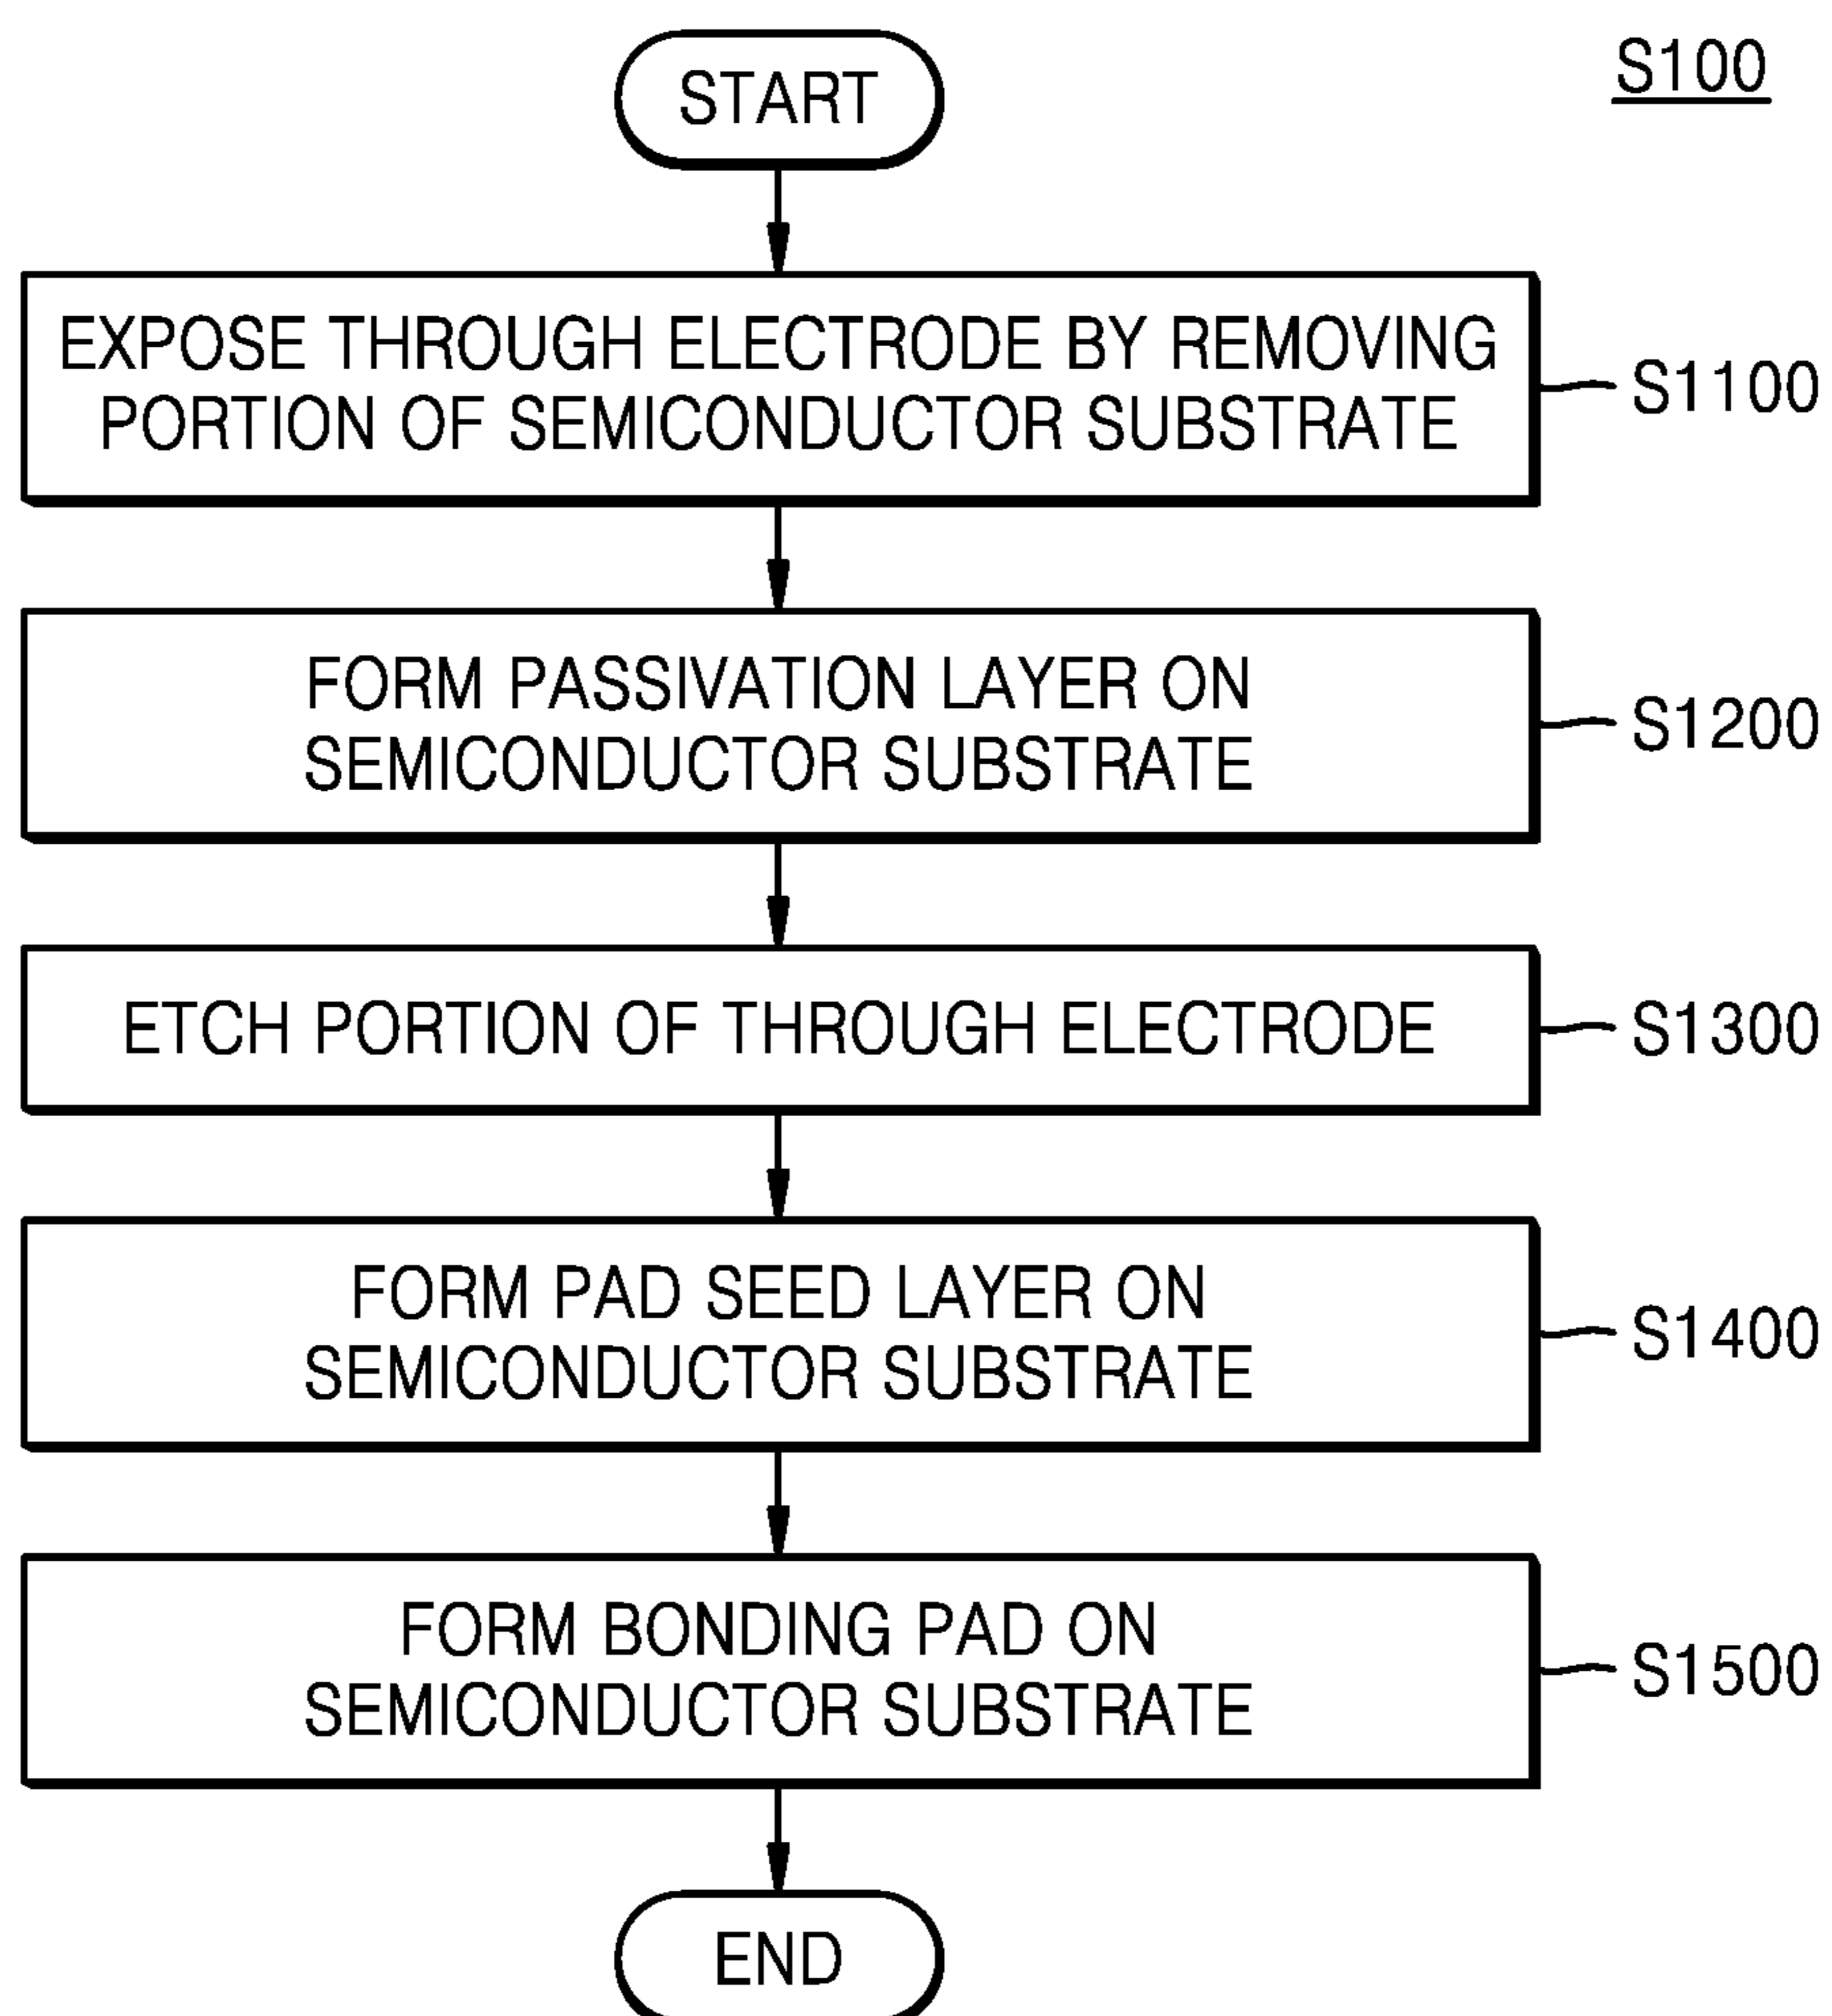 START
S100
EXPOSE THROUGH ELECTRODE BY REMOVING
PORTION OF SEMICONDUCTOR SUBSTRATE
S1100
FORM PASSIVATION LAYER ON
SEMICONDUCTOR SUBSTRATE
S1200
ETCH PORTION OF THROUGH ELECTRODE
S1300
FORM PAD SEED LAYER ON
SEMICONDUCTOR SUBSTRATE
S1400
FORM BONDING PAD ON
SEMICONDUCTOR SUBSTRATE
S1500
END